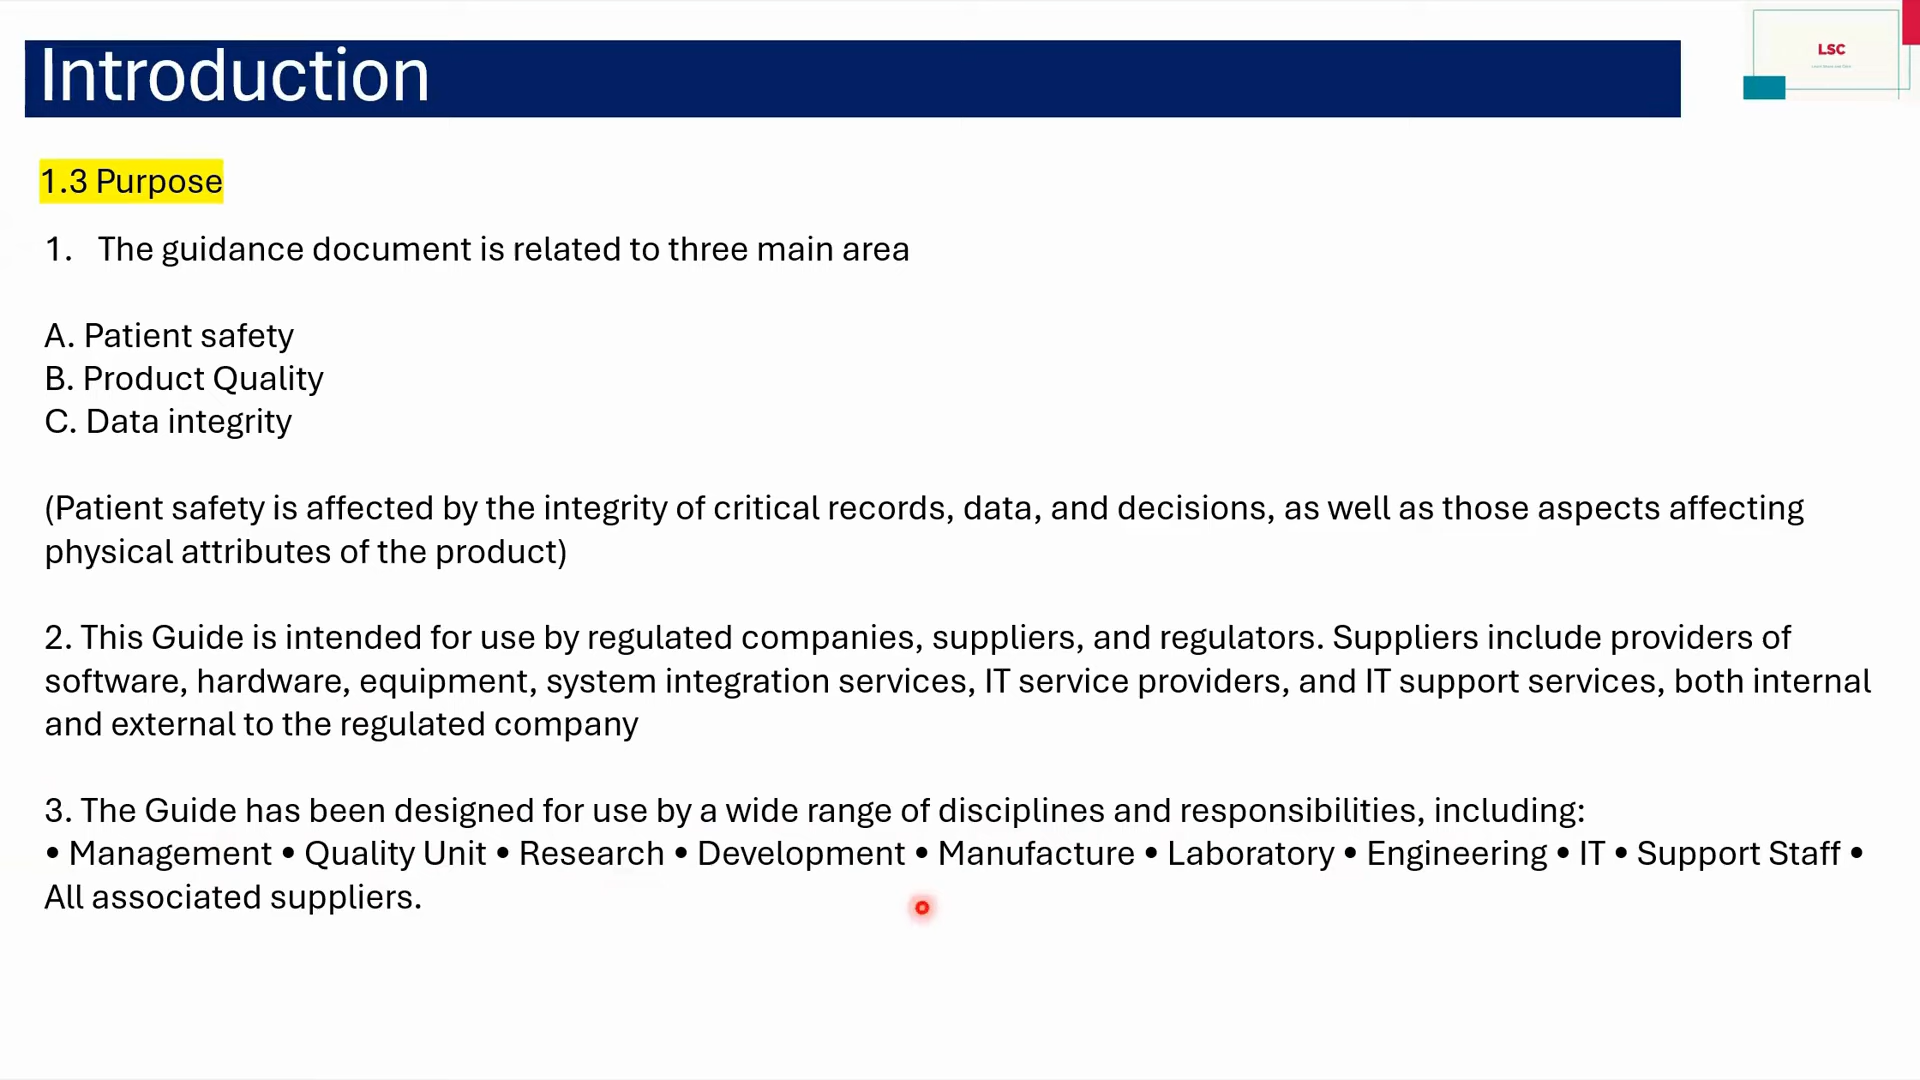 Introduction
LSC
1.3 Purpose
1. The guidance document is related to three main area
A. Patient safety
B. Product Quality
C. Data integrity
(Patient safety is affected by the integrity of critical records, data, and decisions, as well as those aspects affecting
physical attributes of the product)
2. This Guide is intended for use by regulated companies, suppliers, and regulators. Suppliers include providers of
software, hardware, equipment, system integration services, IT service providers, and IT support services, both internal
and external to the regulated company
3. The Guide has been designed for use by a wide range of disciplines and responsibilities, including:
• Management • Quality Unit • Research • Development • Manufacture • Laboratory • Engineering • IT • Support Staff •
All associated suppliers.